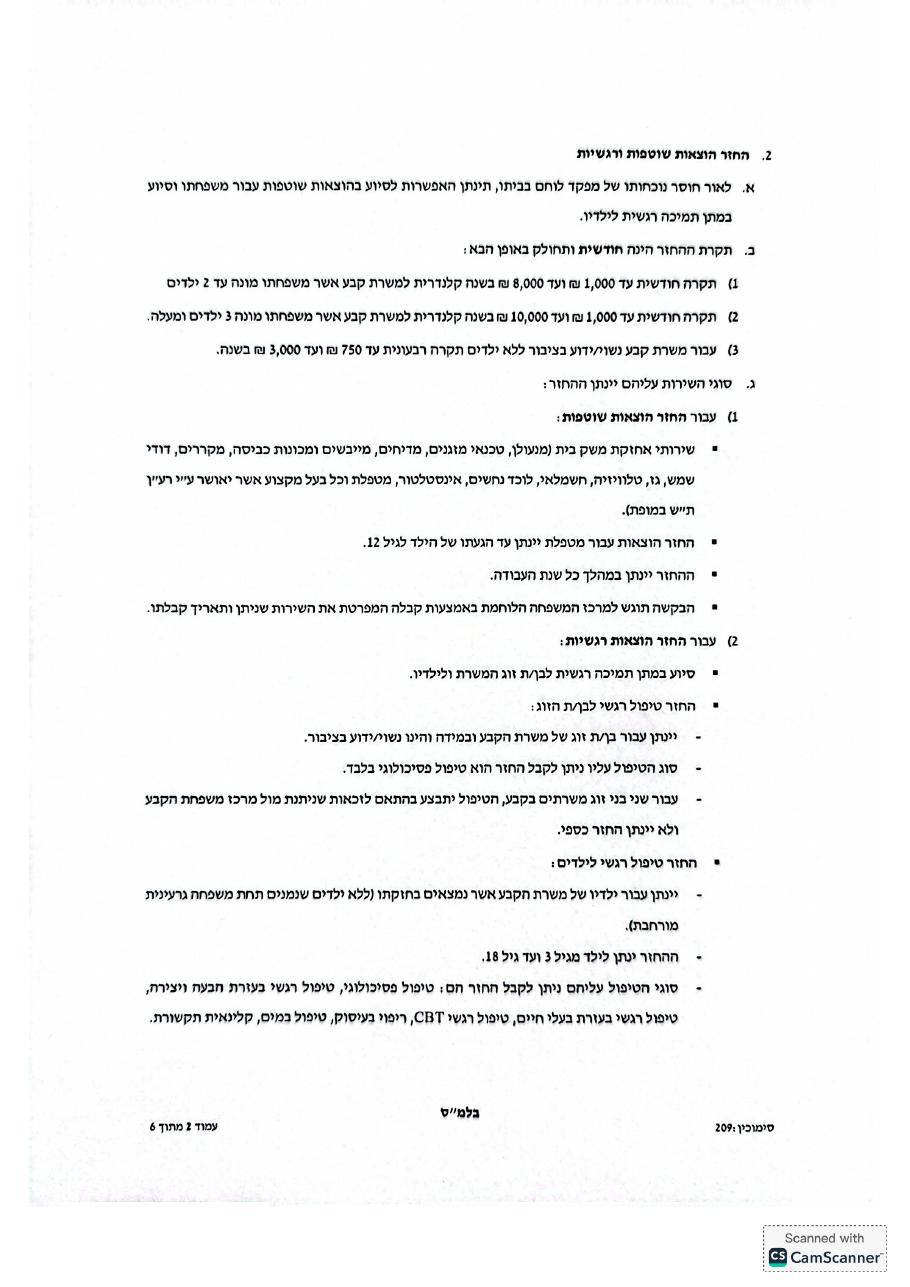 2. החזר הוצאות שוטפות ורגשיות
א. לאור חוסר נוכחותו של מפקד לוחם בביתו, תינתן האפשרות לסיוע בהוצאות שוטפות עבור משפחתו וסיוע
במתן תמיכה רגשית לילדיו.
ב. תקרת ההחזר הינה חודשית ותחולק באופן הבא:
1) תקרה חודשית עד 1,000 ₪ ועד 8,000 ₪ בשנה קלנדרית למשרת קבע אשר משפחתו מונה עד 2 ילדים
2) תקרה חודשית עד 1,000 ₪ ועד 10,000 ₪ בשנה קלנדרית למשרת קבע אשר משפחתו מונה 3 ילדים ומעלה.
3) עבור משרת קבע נשוי/ידוע בציבור ללא ילדים תקרה רבעונית עד 750 ₪ ועד 3,000 ₪ בשנה.
ג. סוגי השירות עליהם יינתן ההחזר:
1) עבור החזר הוצאות שוטפות:
▪ שירותי אחזקת משק בית (מנעולן, טכנאי מזגנים, מדיחים, מייבשים ומכונות כביסה, מקררים, דודי
שמש, גז, טלוויזיה, חשמלאי, לוכד נחשים, אינסטלטור, מטפלת וכל בעל מקצוע אשר יאושר ע״י רע״ן
ת״ש במופת).
▪ החזר הוצאות עבור מטפלת יינתן עד הגעתו של הילד לגיל 12.
▪ ההחזר יינתן במהלך כל שנת העבודה.
▪ הבקשה תוגש למרכז המשפחה הלוחמת באמצעות קבלה המפרטת את השירות שניתן ותאריך קבלתו.
2) עבור החזר הוצאות רגשיות:
▪ סיוע במתן תמיכה רגשית לבן/ת זוג המשרת ולילדיו.
▪ החזר טיפול רגשי לבן/ת הזוג:
- יינתן עבור בן/ת זוג של משרת הקבע ובמידה והינו נשוי/ידוע בציבור.
- סוג הטיפול עליו ניתן לקבל החזר הוא טיפול פסיכולוגי בלבד.
- עבור שני בני זוג משרתים בקבע, הטיפול יתבצע בהתאם לזכאות שניתנת מול מרכז משפחת הקבע
ולא יינתן החזר כספי.
▪ החזר טיפול רגשי לילדים:
- יינתן עבור ילדיו של משרת הקבע אשר נמצאים בחזקתו (ללא ילדים שנמנים תחת משפחה גרעינית
מורחבת).
- ההחזר ינתן לילד מגיל 3 ועד גיל 18.
- סוגי הטיפול עליהם ניתן לקבל החזר הם: טיפול פסיכולוגי, טיפול רגשי בעזרת הבעה ויצירה,
טיפול רגשי בעזרת בעלי חיים, טיפול רגשי CBT, ריפוי בעיסוק, טיפול במים, קלינאית תקשורת.
בלמ״ס
סימוכין: 209
עמוד 2 מתוך 6
Scanned with
CS CamScanner